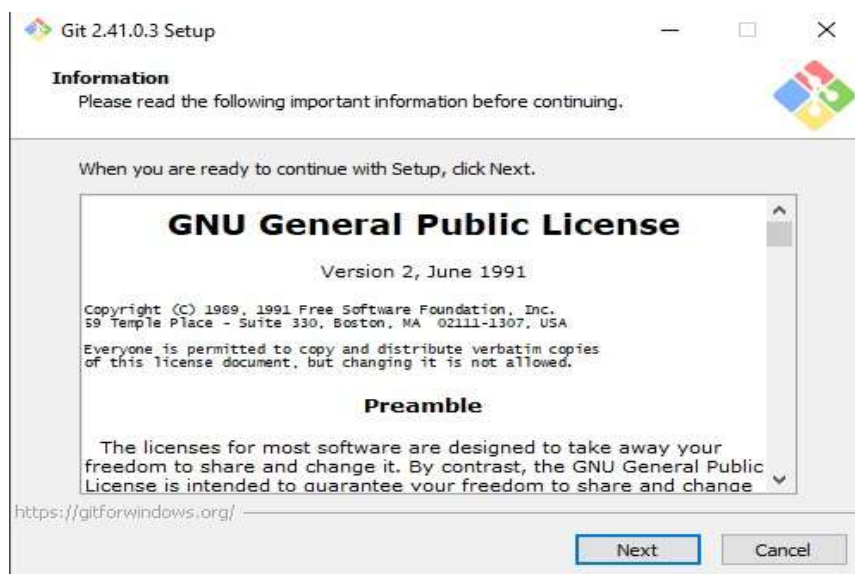 Git 2.41.0.3 Setup
Information
Please read the following important information before continuing.
When you are ready to continue with Setup, click Next.
GNU General Public License
Version 2, June 1991
Copyright (C) 1989, 1991 Free Software Foundation, Inc.
59 Temple Place - Suite 330, Boston, MA  02111-1307, USA
Everyone is permitted to copy and distribute verbatim copies
of this license document, but changing it is not allowed.
Preamble
The licenses for most software are designed to take away your
freedom to share and change it. By contrast, the GNU General Public
License is intended to guarantee your freedom to share and change
https://gitforwindows.org/
Next
Cancel